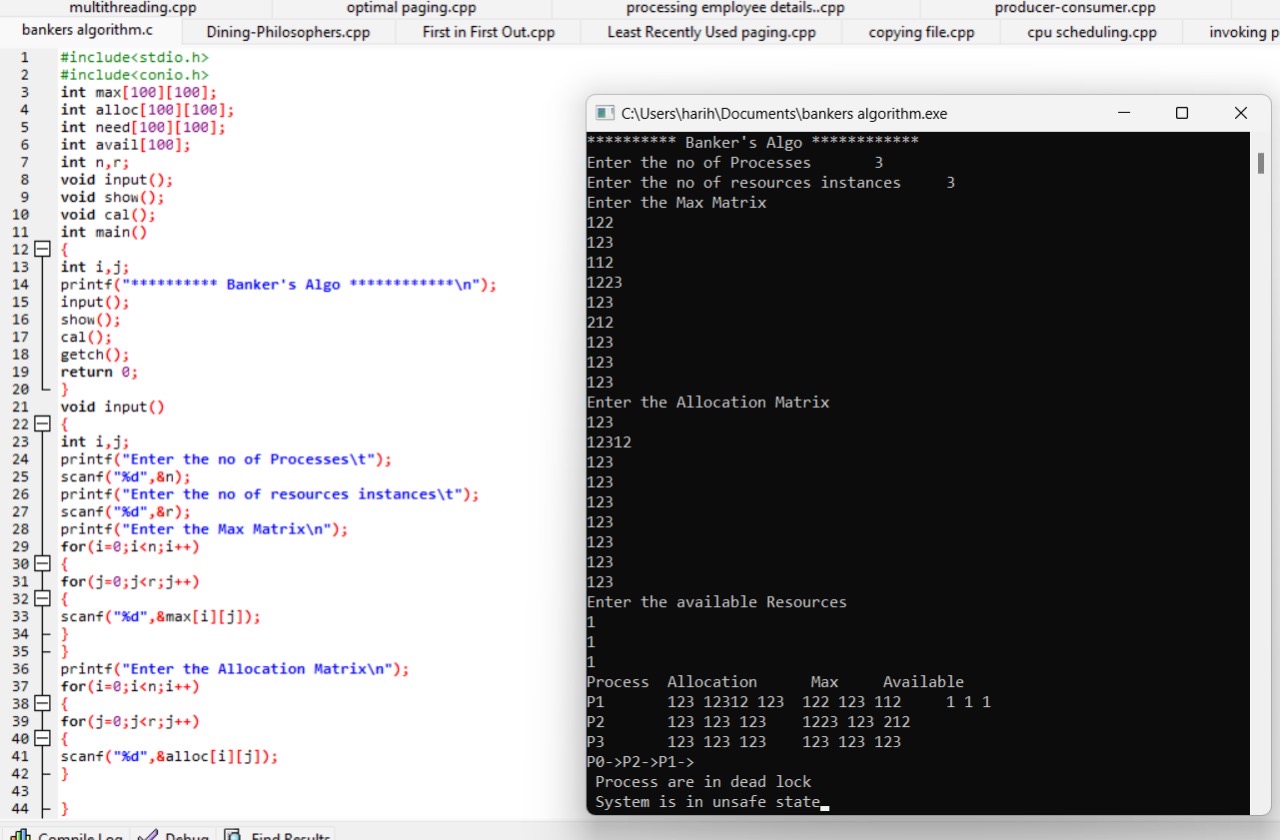 multithreading.cpp optimal paging.cpp processing employee details..cpp producer-consumer.cpp
bankers algorithm.c Dining-Philosophers.cpp First in First Out.cpp Least Recently Used paging.cpp copying file.cpp cpu scheduling.cpp invoking p
1 #include<stdio.h>
2 #include<conio.h>
3 int max[100][100];
4 int alloc[100][100];
5 int need[100][100];
6 int avail[100];
7 int n,r;
8 void input();
9 void show();
10 void cal();
11 int main()
12 {
13 int i,j;
14 printf("********** Banker's Algo ************\n");
15 input();
16 show();
17 cal();
18 getch();
19 return 0;
20 }
21 void input()
22 {
23 int i,j;
24 printf("Enter the no of Processes\t");
25 scanf("%d",&n);
26 printf("Enter the no of resources instances\t");
27 scanf("%d",&r);
28 printf("Enter the Max Matrix\n");
29 for(i=0;i<n;i++)
30 {
31 for(j=0;j<r;j++)
32 {
33 scanf("%d",&max[i][j]);
34 }
35 }
36 printf("Enter the Allocation Matrix\n");
37 for(i=0;i<n;i++)
38 {
39 for(j=0;j<r;j++)
40 {
41 scanf("%d",&alloc[i][j]);
42 }
43
44 }
Compile Log Debug Find Results
C:\Users\harih\Documents\bankers algorithm.exe
********** Banker's Algo ************
Enter the no of Processes 3
Enter the no of resources instances 3
Enter the Max Matrix
122
123
112
1223
123
212
123
123
123
Enter the Allocation Matrix
123
12312
123
123
123
123
123
123
123
Enter the available Resources
1
1
1
Process Allocation Max Available
P1 123 12312 123 122 123 112 1 1 1
P2 123 123 123 1223 123 212
P3 123 123 123 123 123 123
P0->P2->P1->
Process are in dead lock
System is in unsafe state